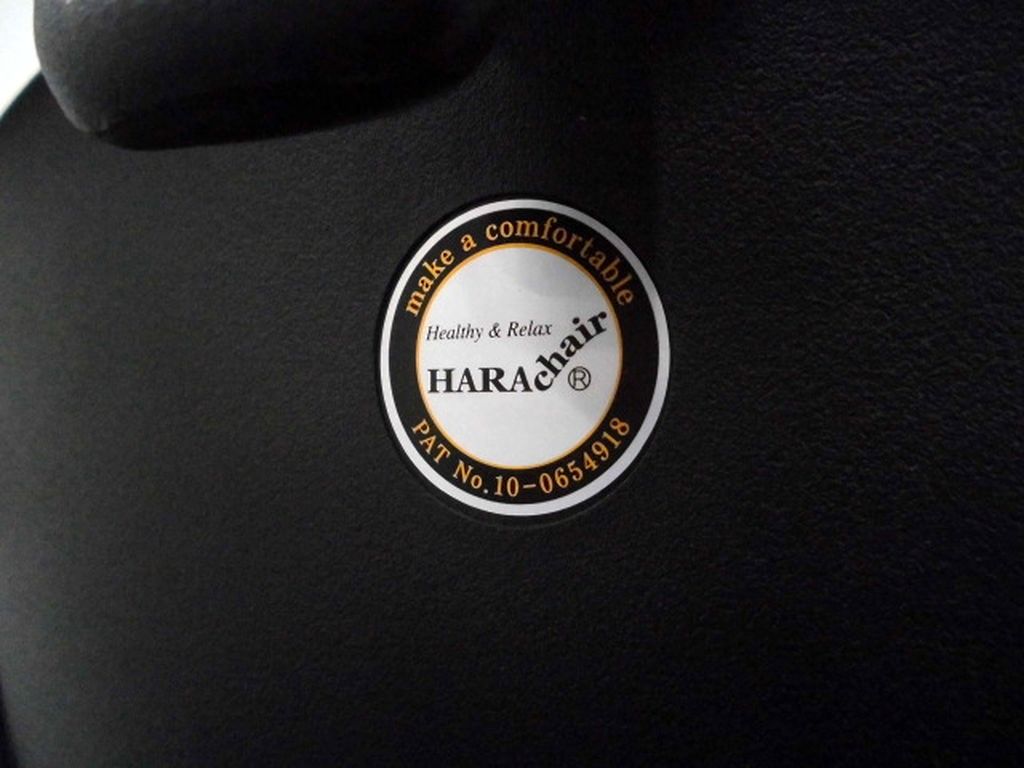 make a comfortable
Healthy & Relax
HARAchair ®
PAT No.10-0654918